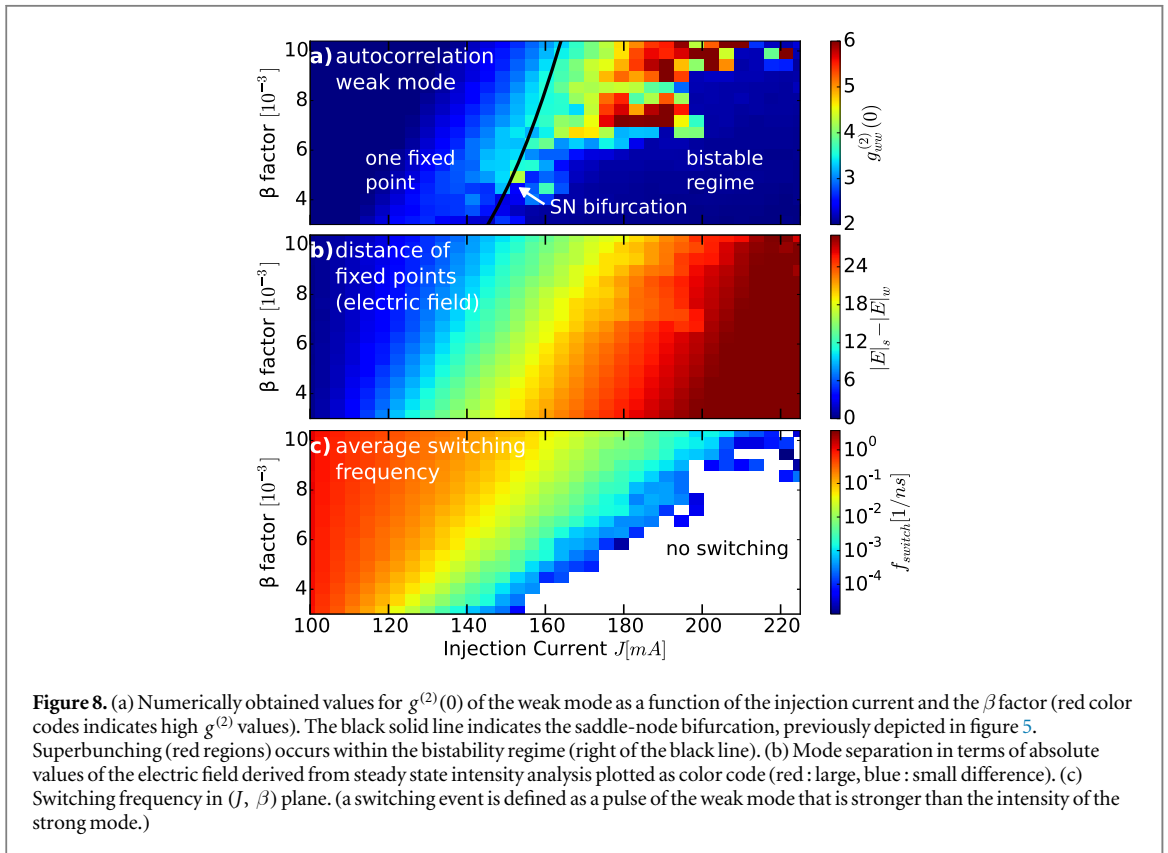 10
8
6
4
β factor [10⁻³]
a) autocorrelation
weak mode
one fixed
point
bistable
regime
SN bifurcation
6
5
4
3
2
g_ww^(2)(0)
10
8
6
4
β factor [10⁻³]
b) distance of
fixed points
(electric field)
24
18
12
6
0
|E|_s − |E|_w
10
8
6
4
β factor [10⁻³]
c) average switching
frequency
no switching
10⁰
10⁻¹
10⁻²
10⁻³
10⁻⁴
f_switch[1/ns]
100 120 140 160 180 200 220
Injection Current J[mA]
Figure 8. (a) Numerically obtained values for g⁽²⁾(0) of the weak mode as a function of the injection current and the β factor (red color
codes indicates high g⁽²⁾ values). The black solid line indicates the saddle-node bifurcation, previously depicted in figure 5.
Superbunching (red regions) occurs within the bistability regime (right of the black line). (b) Mode separation in terms of absolute
values of the electric field derived from steady state intensity analysis plotted as color code (red : large, blue : small difference). (c)
Switching frequency in (J, β) plane. (a switching event is defined as a pulse of the weak mode that is stronger than the intensity of the
strong mode.)